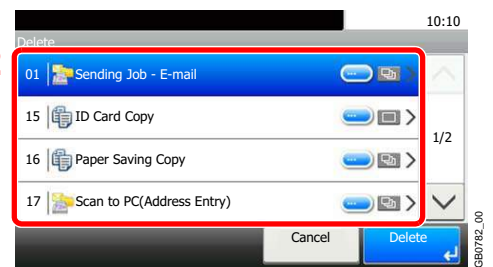 10:10
Delete
01 Sending Job - E-mail
15 ID Card Copy
1/2
16 Paper Saving Copy
17 Scan to PC(Address Entry)
Cancel Delete
GB0782_00